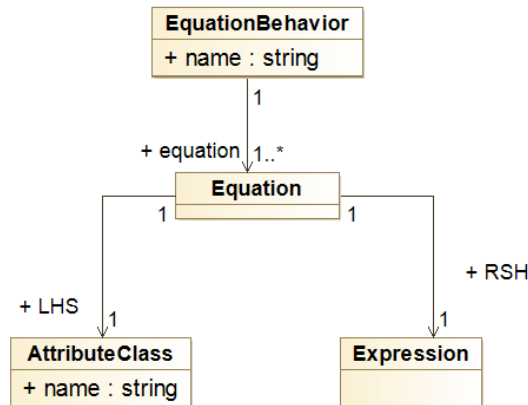 EquationBehavior
+ name : string
1
+ equation 1..*
Equation
1 1
+ RSH
+ LHS
1 1
AttributeClass Expression
+ name : string